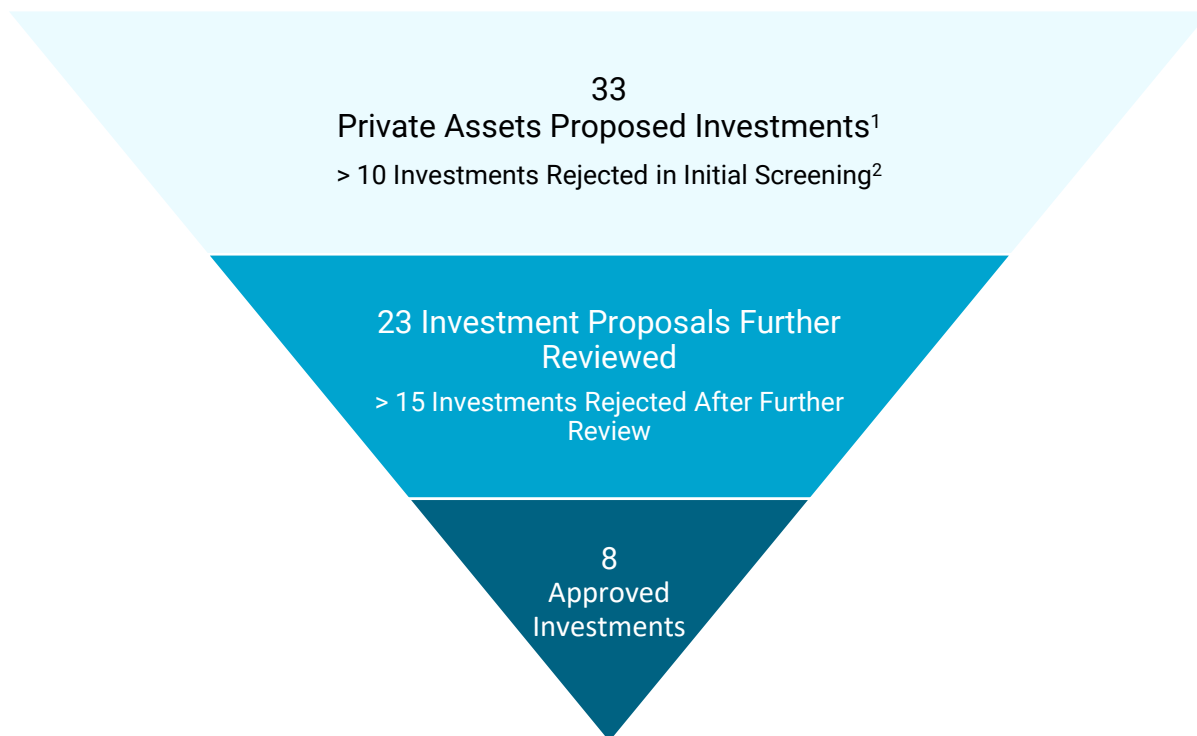 33
Private Assets Proposed Investments¹
> 10 Investments Rejected in Initial Screening²
23 Investment Proposals Further
Reviewed
> 15 Investments Rejected After Further
Review
8
Approved
Investments